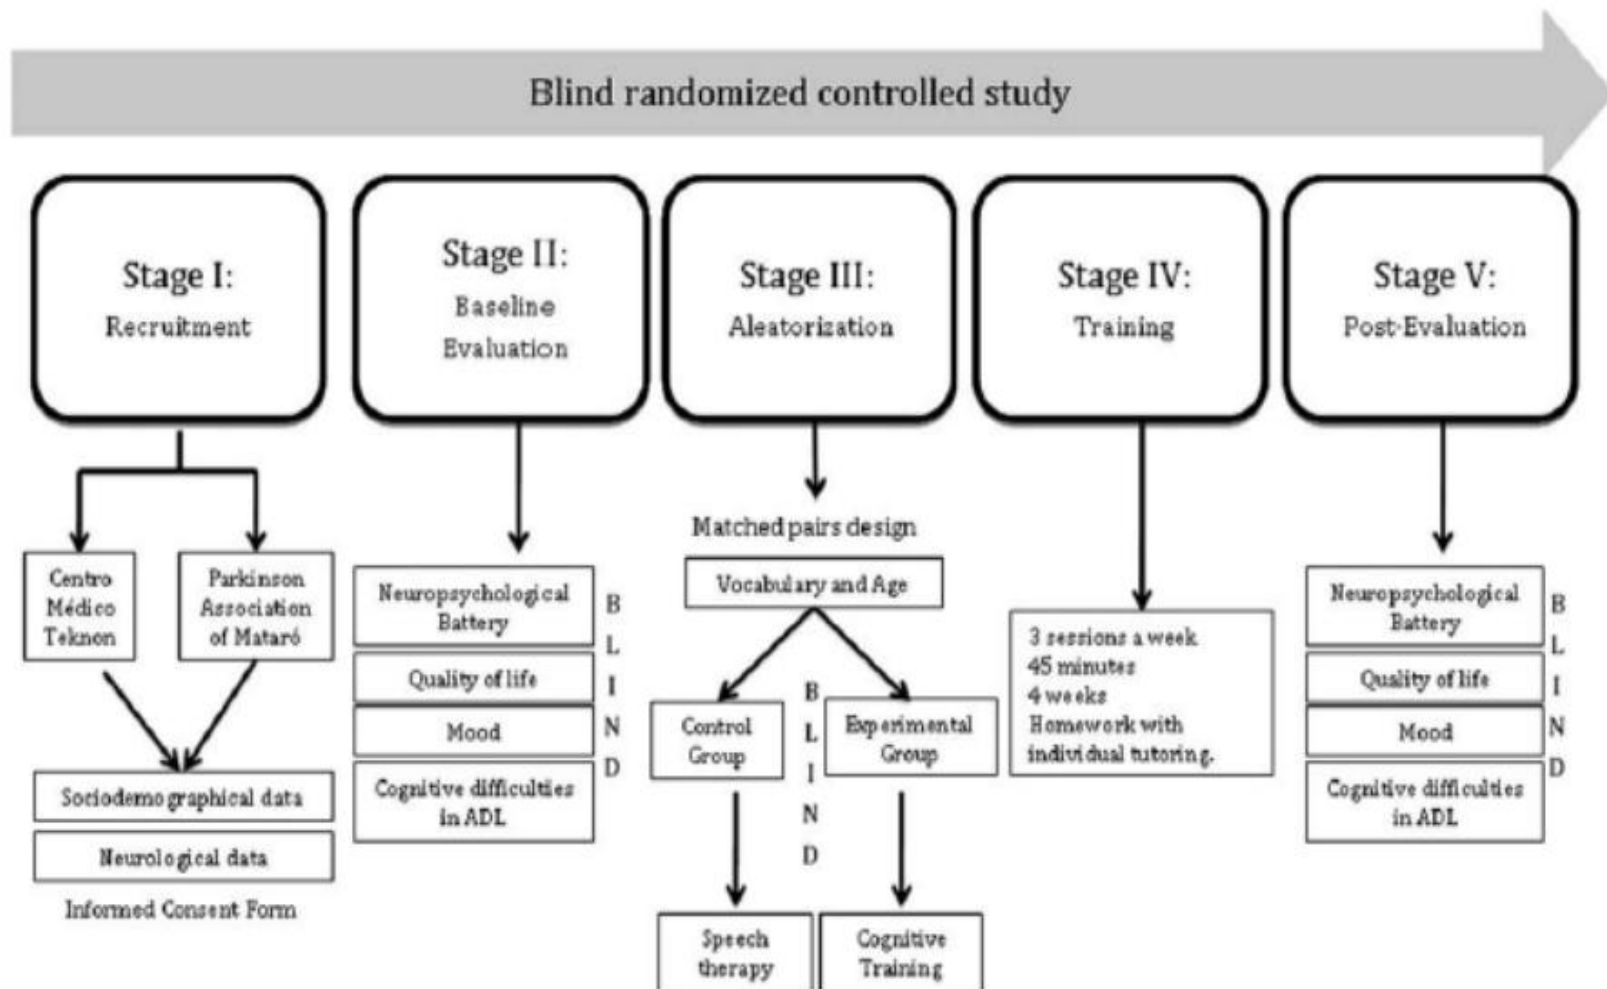 Blind randomized controlled study
Stage I:
Recruitment
Centro
Médico
Teknon
Parkinson
Association
of Mataró
Sociodemographical data
Neurological data
Informed Consent Form
Stage II:
Baseline
Evaluation
Neuropsychological
Battery
Quality of life
Mood
Cognitive difficulties
in ADL
B
L
I
N
D
Stage III:
Aleatorization
Matched pairs design
Vocabulary and Age
Control
Group
B
L
I
N
D
Experimental
Group
Speech
therapy
Cognitive
Training
Stage IV:
Training
3 sessions a week
45 minutes
4 weeks
Homework with
individual tutoring.
Stage V:
Post-Evaluation
Neuropsychological
Battery
Quality of life
Mood
Cognitive difficulties
in ADL
B
L
I
N
D